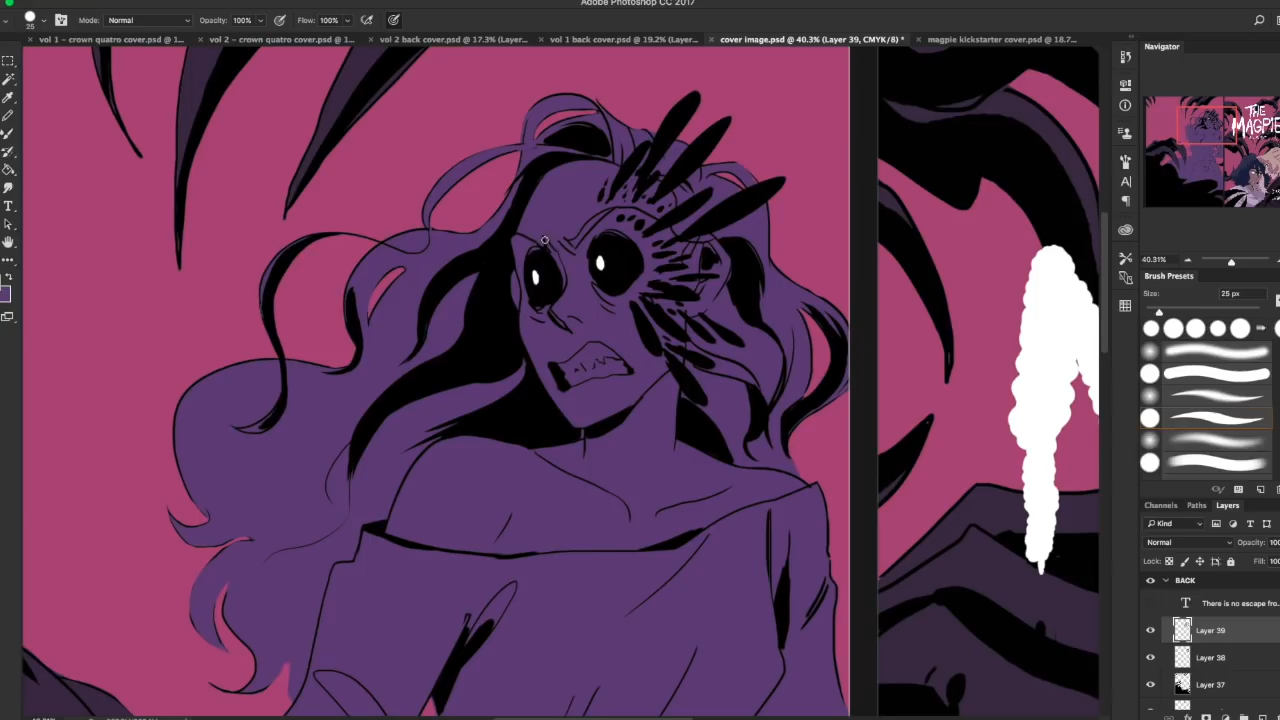 Adobe Photoshop CC 2017
25 Mode: Normal Opacity: 100% Flow: 100%
vol 1 – crown quatro cover.psd @ 1... vol 2 – crown quatro cover.psd @ 1... vol 2 back cover.psd @ 17.3% (Layer... vol 1 back cover.psd @ 19.2% (Layer... cover image.psd @ 40.3% (Layer 39, CMYK/8) * magpie kickstarter cover.psd @ 18.7...
Navigator
THE
MAGPIE
40.31%
Brush Presets
Size: 25 px
Channels Paths Layers
Kind
Normal Opacity: 100
Lock: Fill: 100
BACK
There is no escape fro...
Layer 39
Layer 38
Layer 37